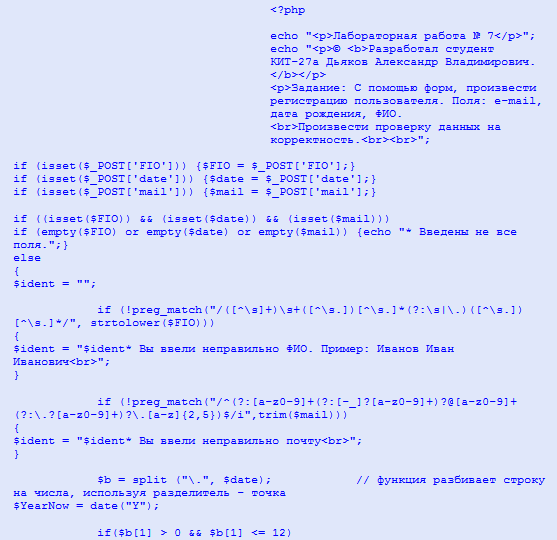 <?php
echo "<p>Лабораторная работа № 7</p>";
echo "<p>© <b>Разработал студент
КИТ-27а Дьяков Александр Владимирович.
</b></p>
<p>Задание: С помощью форм, произвести
регистрацию пользователя. Поля: e-mail,
дата рождения, ФИО.
<br>Произвести проверку данных на
корректность.<br><br>";
if (isset($_POST['FIO'])) {$FIO = $_POST['FIO'];}
if (isset($_POST['date'])) {$date = $_POST['date'];}
if (isset($_POST['mail'])) {$mail = $_POST['mail'];}
if ((isset($FIO)) && (isset($date)) && (isset($mail)))
if (empty($FIO) or empty($date) or empty($mail)) {echo "* Введены не все
поля.";}
else
{
$ident = "";
if (!preg_match("/([^\s]+)\s+([^\s.])[^\s.]*(?:\s|\.)([^\s.])
[^\s.]*/", strtolower($FIO)))
{
$ident = "$ident* Вы ввели неправильно ФИО. Пример: Иванов Иван
Иванович<br>";
}
if (!preg_match("/^(?:[a-z0-9]+(?:[-_]?[a-z0-9]+)?@[a-z0-9]+
(?:\.?[a-z0-9]+)?\.[a-z]{2,5})$/i",trim($mail)))
{
$ident = "$ident* Вы ввели неправильно почту<br>";
}
$b = split ("\.", $date); // функция разбивает строку
на числа, используя разделитель – точка
$YearNow = date("Y");
if($b[1] > 0 && $b[1] <= 12)